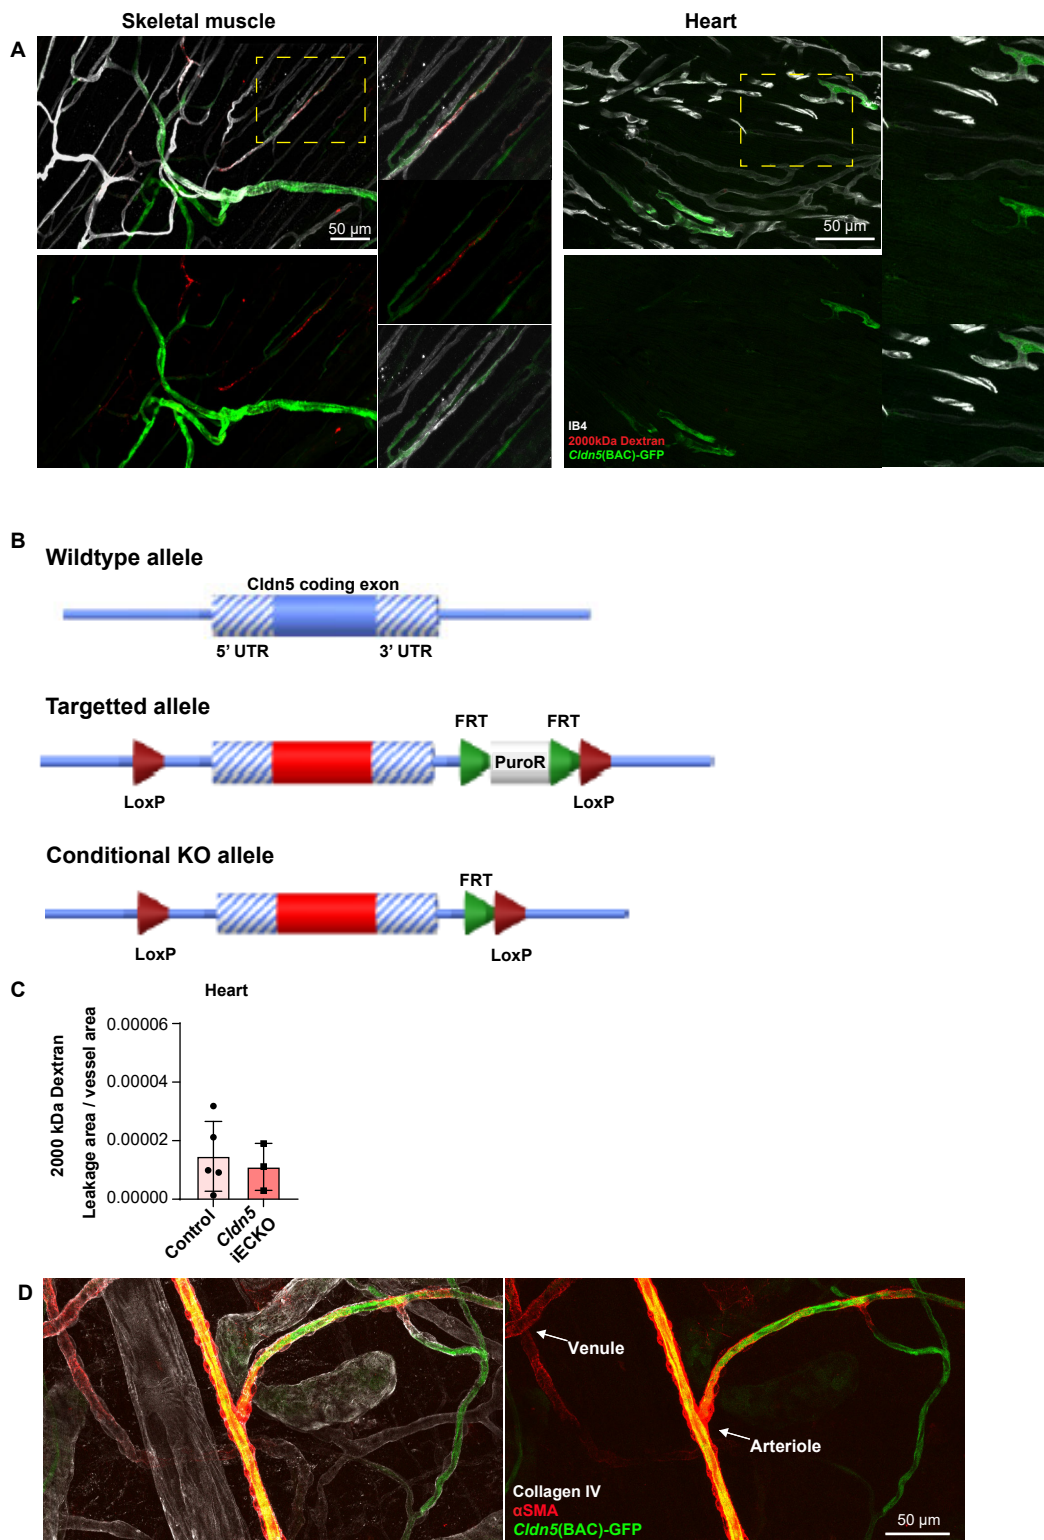 Skeletal muscle
Heart
A
50 µm
50 µm
IB4
2000kDa Dextran
Cldn5(BAC)-GFP
B
Wildtype allele
Cldn5 coding exon
5' UTR
3' UTR
Targetted allele
FRT
FRT
PuroR
LoxP
LoxP
Conditional KO allele
FRT
LoxP
LoxP
C
Heart
2000 kDa Dextran
Leakage area / vessel area
0.00006
0.00004
0.00002
0.00000
Control
Cldn5
iECKO
D
Venule
Arteriole
Collagen IV
αSMA
Cldn5(BAC)-GFP
50 µm